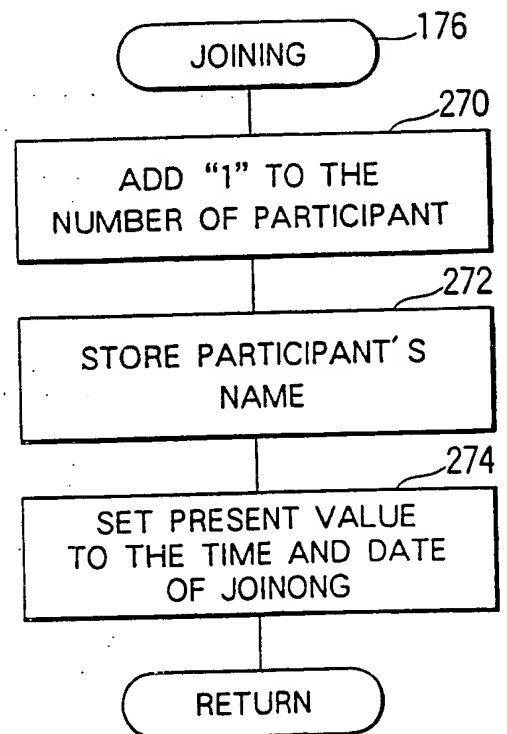 176
JOINING
270
ADD “1” TO THE
NUMBER OF PARTICIPANT
272
STORE PARTICIPANT'S
NAME
274
SET PRESENT VALUE
TO THE TIME AND DATE
OF JOINONG
RETURN